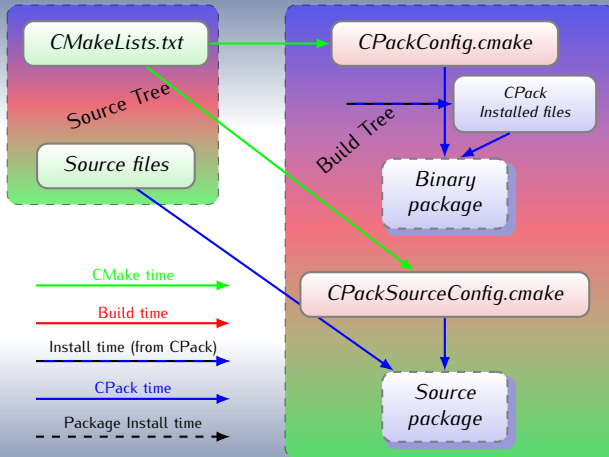 CMakeLists.txt
CPackConfig.cmake
Source Tree
CPack
Installed files
Build Tree
Source files
Binary
package
CMake time
CPackSourceConfig.cmake
Build time
Install time (from CPack)
CPack time
Source
package
Package Install time